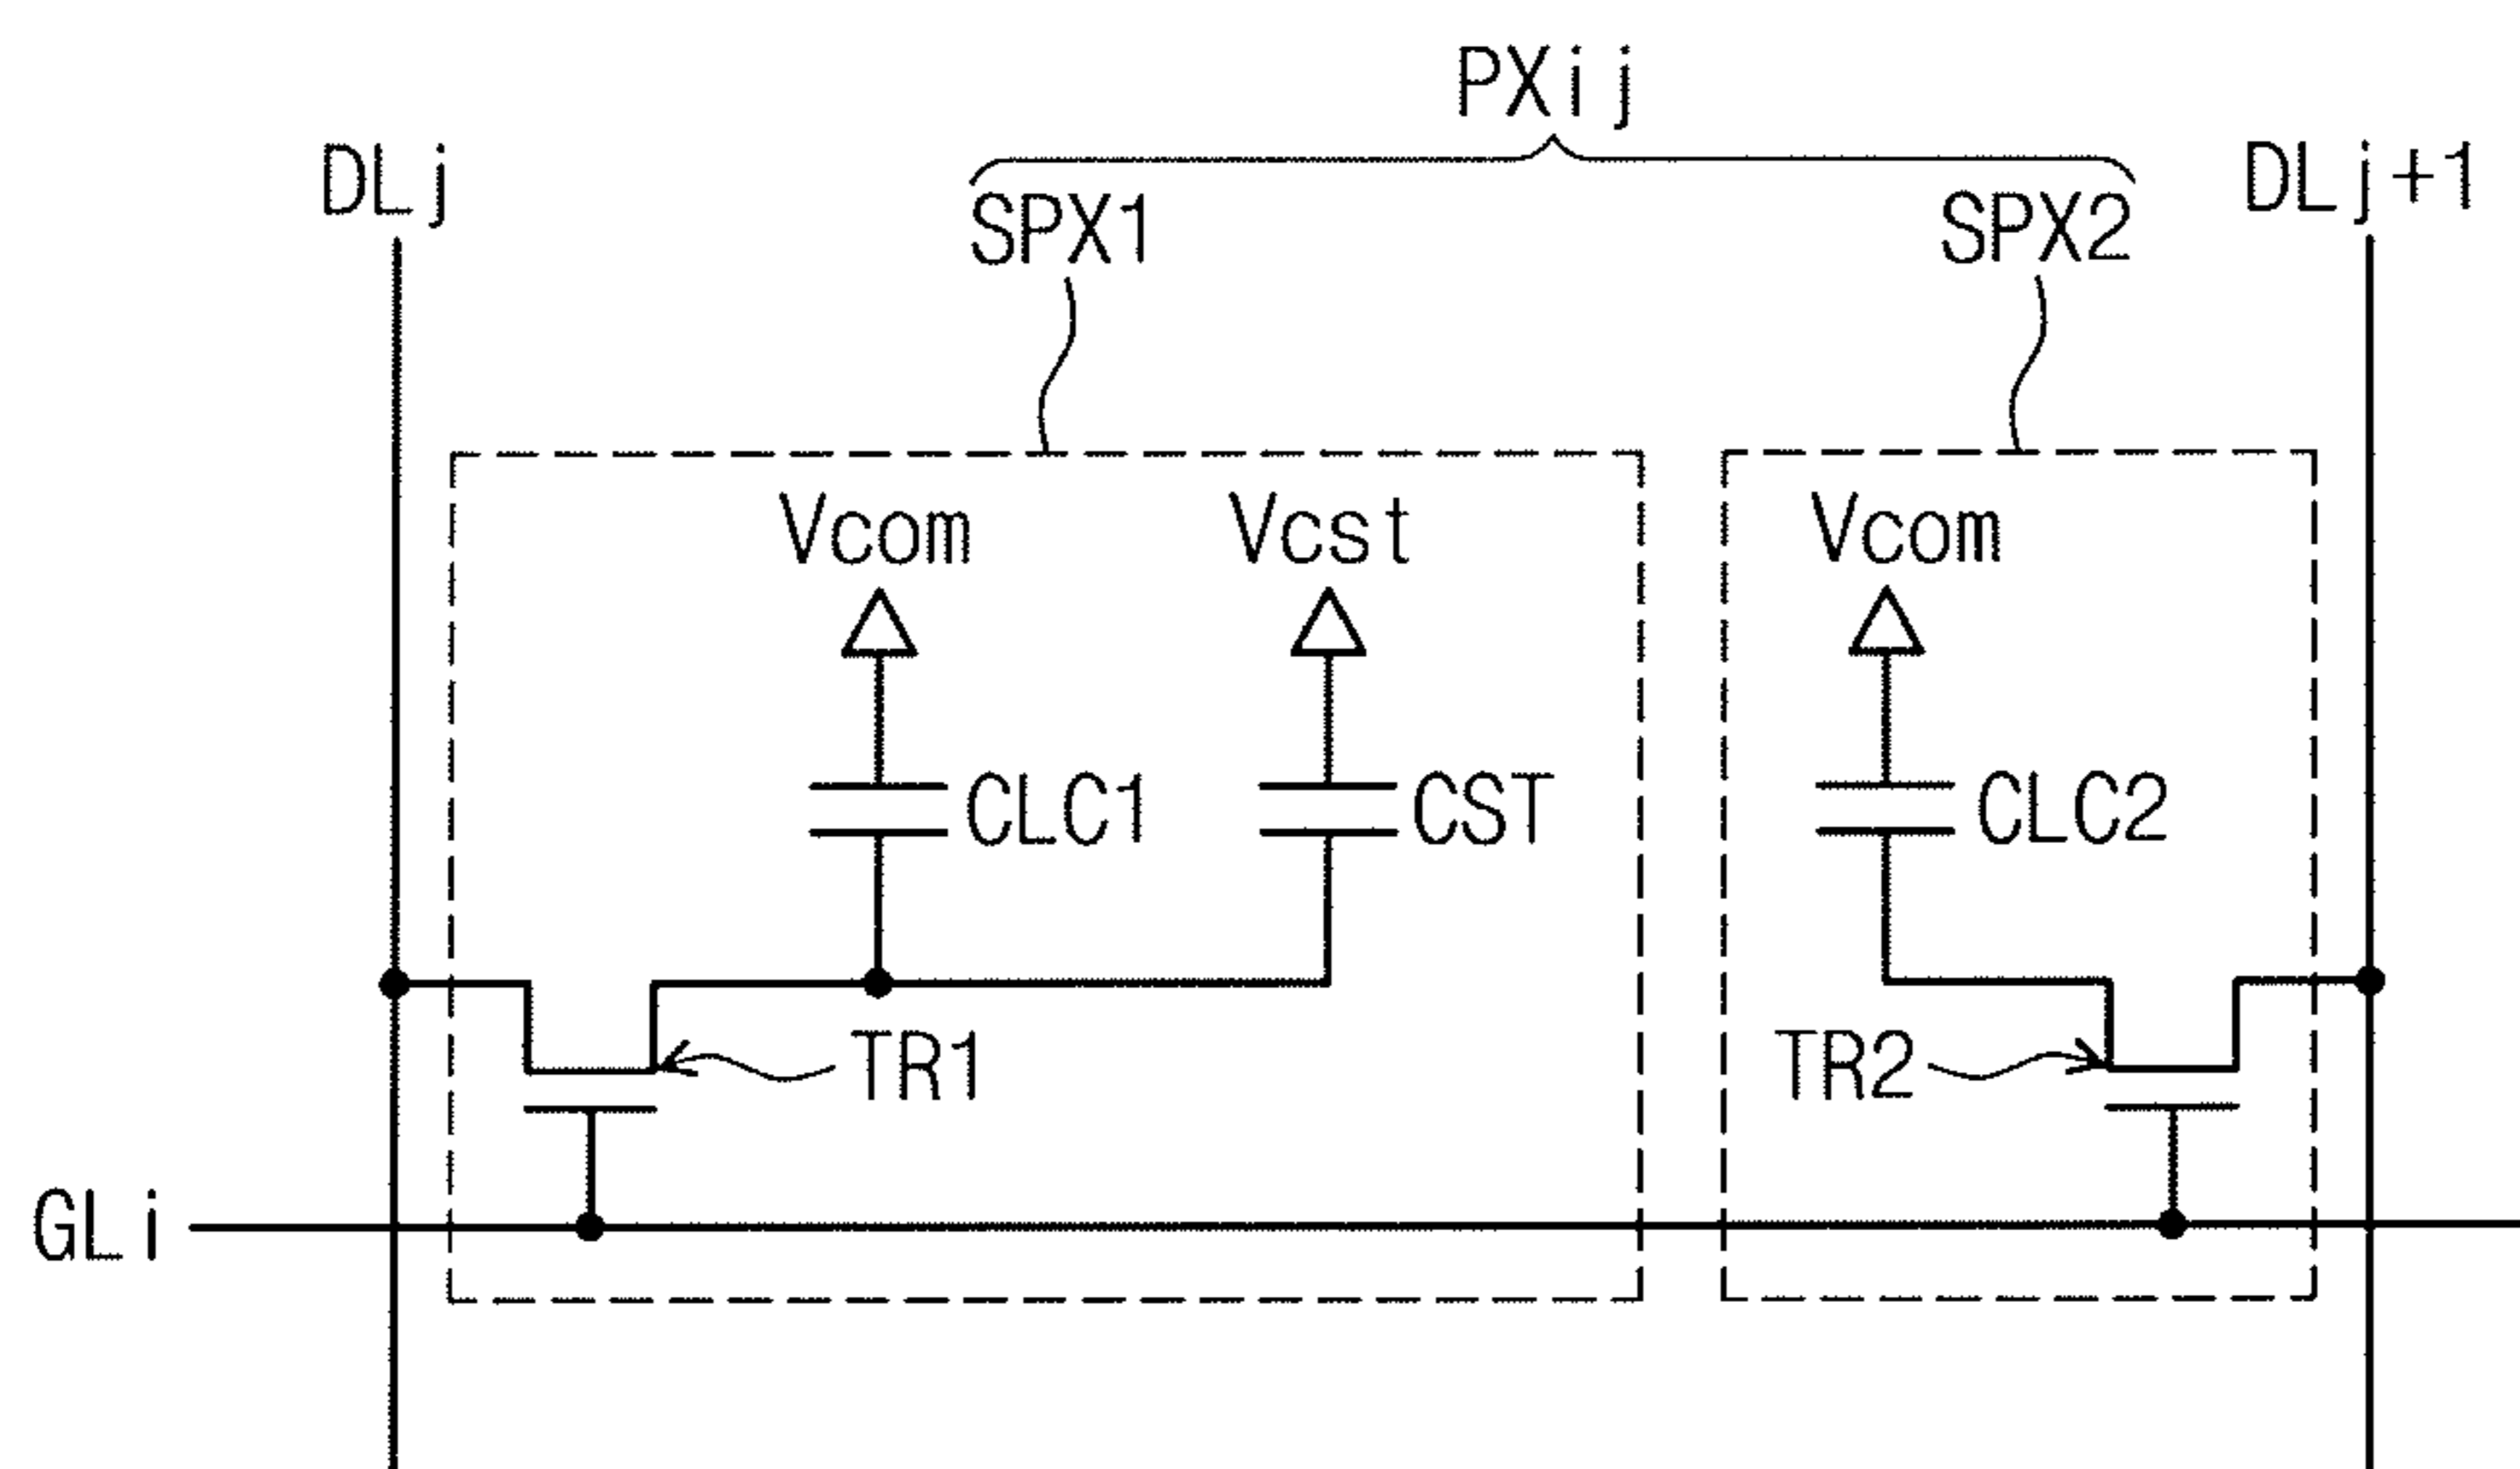 PXij
DLj
SPX1
SPX2
DLj+1
Vcom
Vcst
Vcom
CLC1
CST
CLC2
TR1
TR2
GLi